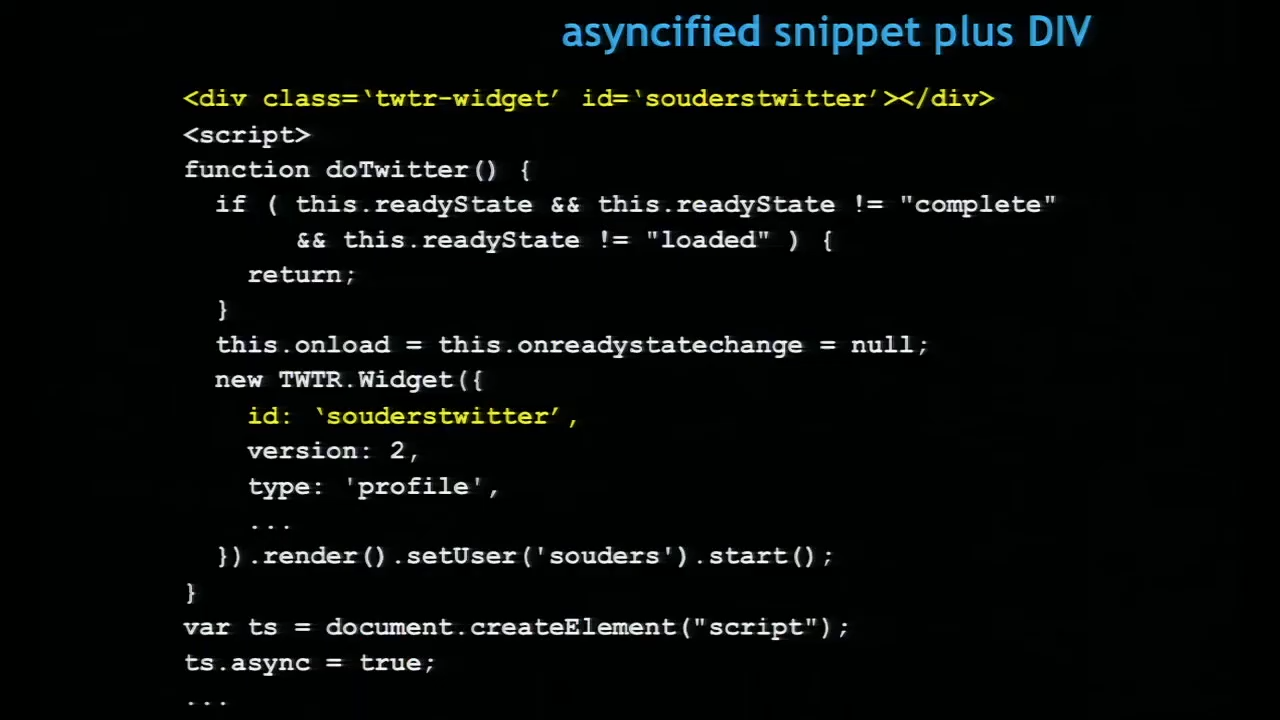 asyncified snippet plus DIV
<div class=‘twtr-widget’ id=‘souderstwitter’></div>
<script>
function doTwitter() {
  if ( this.readyState && this.readyState != "complete"
       && this.readyState != "loaded" ) {
    return;
  }
  this.onload = this.onreadystatechange = null;
  new TWTR.Widget({
    id: ‘souderstwitter’,
    version: 2,
    type: 'profile',
    ...
  }).render().setUser('souders').start();
}
var ts = document.createElement("script");
ts.async = true;
...